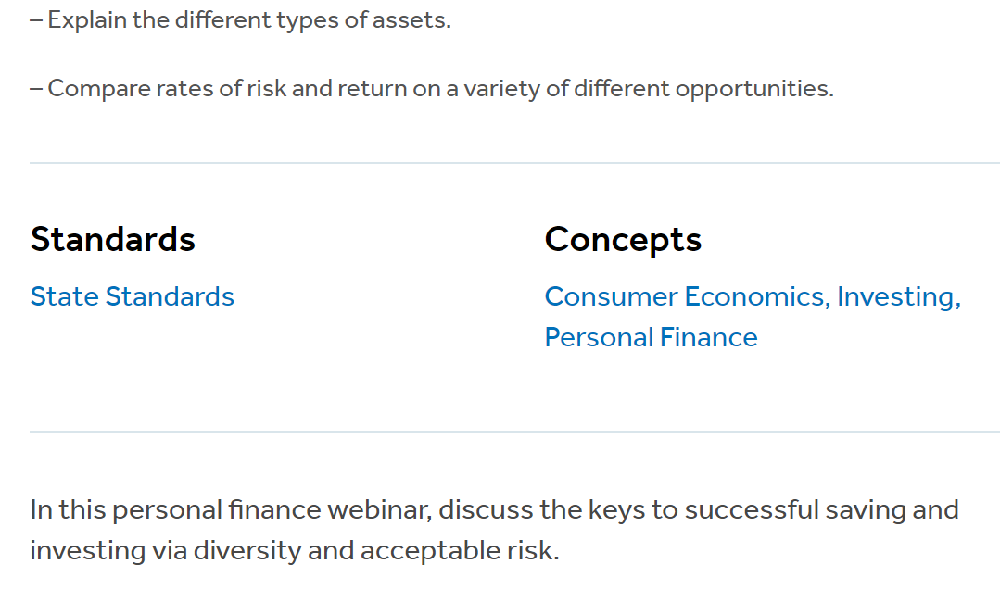 – Explain the different types of assets.
– Compare rates of risk and return on a variety of different opportunities.
Standards
State Standards
Concepts
Consumer Economics, Investing,
Personal Finance
In this personal finance webinar, discuss the keys to successful saving and
investing via diversity and acceptable risk.